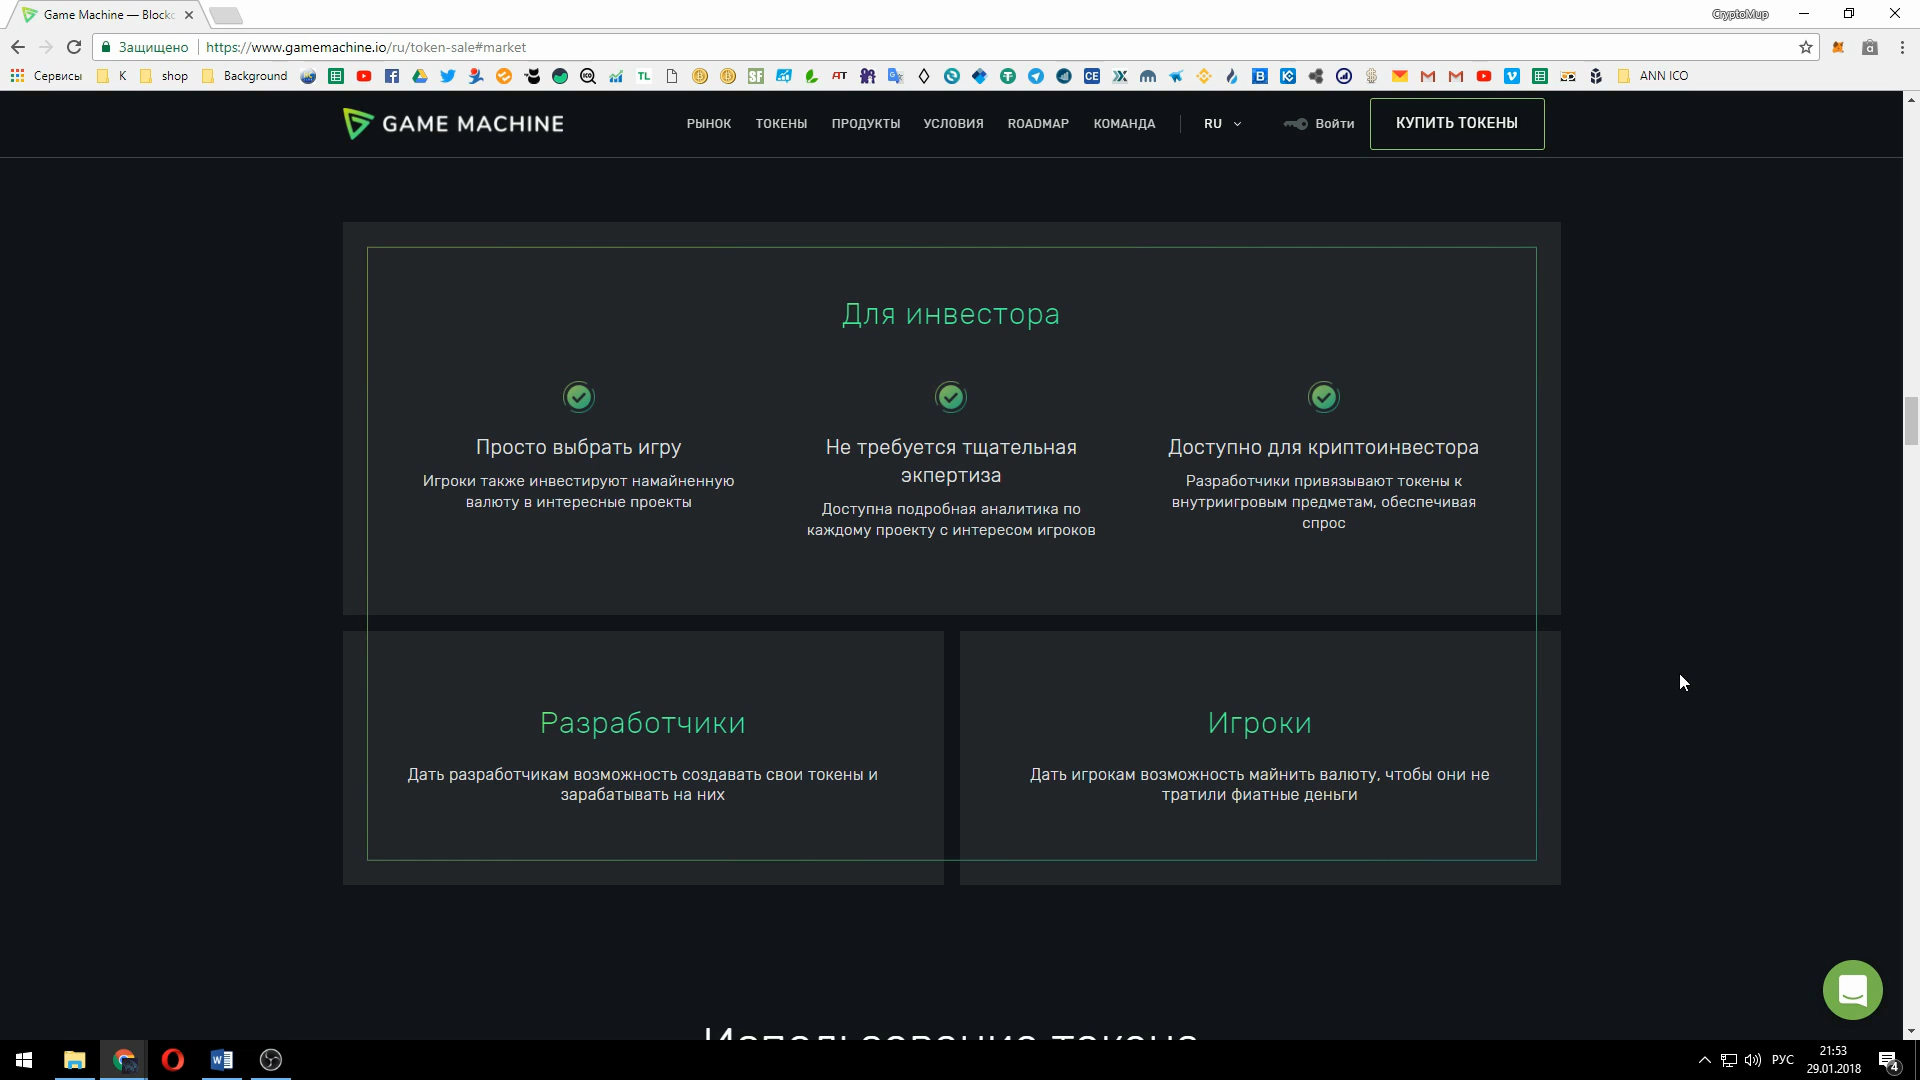 Game Machine — Blockc
CryptoMup
Защищено
https://www.gamemachine.io/ru/token-sale#market
Сервисы K shop Background ANN ICO
GAME MACHINE
РЫНОК ТОКЕНЫ ПРОДУКТЫ УСЛОВИЯ ROADMAP КОМАНДА RU Войти КУПИТЬ ТОКЕНЫ
Для инвестора
Просто выбрать игру
Игроки также инвестируют намайненную
валюту в интересные проекты
Не требуется тщательная
экпертиза
Доступна подробная аналитика по
каждому проекту с интересом игроков
Доступно для криптоинвестора
Разработчики привязывают токены к
внутриигровым предметам, обеспечивая
спрос
Разработчики
Дать разработчикам возможность создавать свои токены и
зарабатывать на них
Игроки
Дать игрокам возможность майнить валюту, чтобы они не
тратили фиатные деньги
Использование токена
РУС
21:53
29.01.2018
4